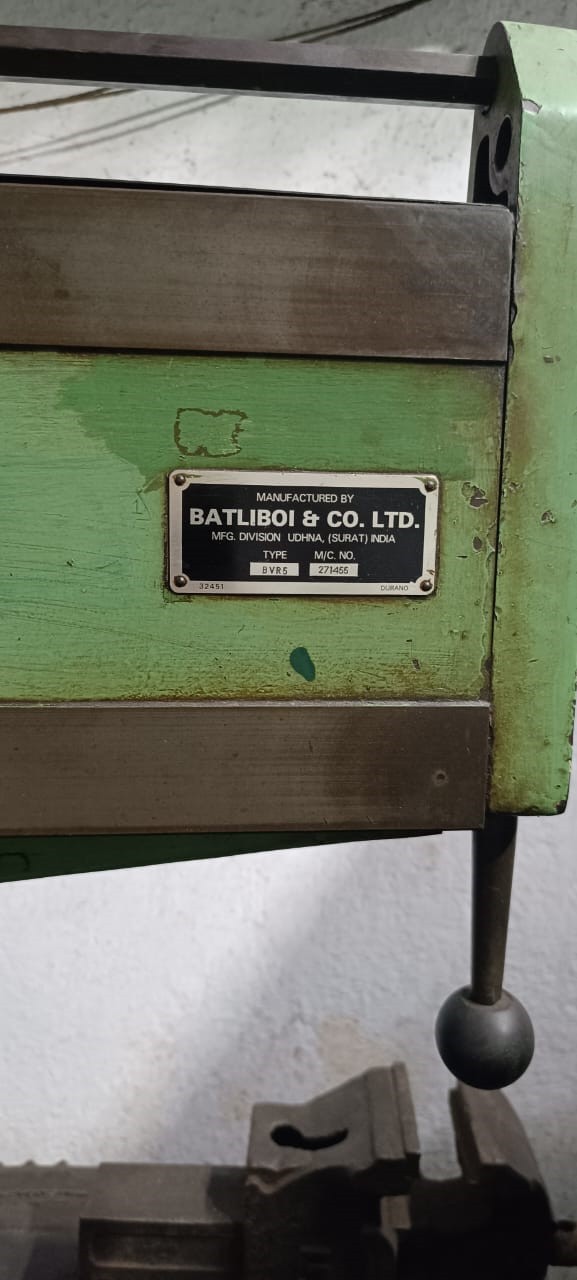 MANUFACTURED BY
BATLIBOI & CO. LTD.
MFG. DIVISION UDHNA, (SURAT) INDIA
TYPE M/C. NO.
BVR5 271455
32451 DURANO